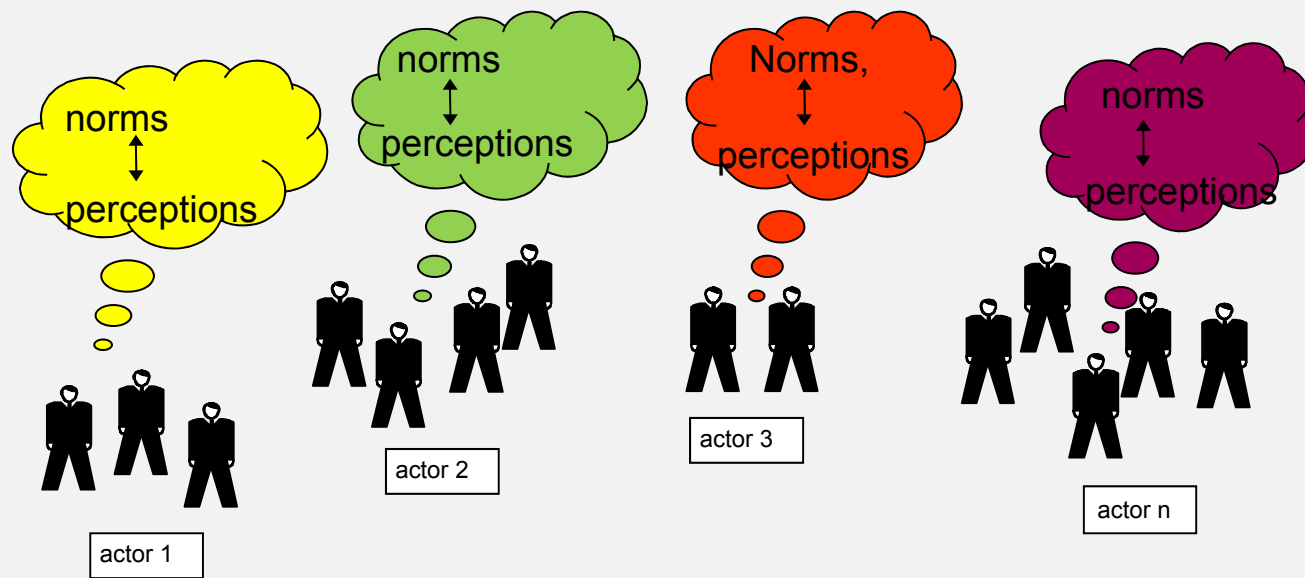 norms
perceptions
actor 1
norms
perceptions
actor 2
Norms,
perceptions
actor 3
norms
perceptions
actor n